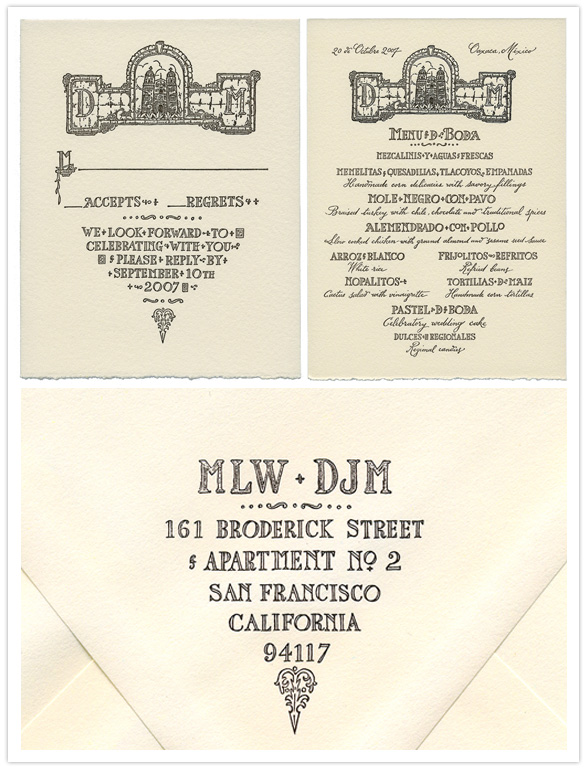 D M
M
ACCEPTS REGRETS
WE LOOK FORWARD TO
CELEBRATING WITH YOU
PLEASE REPLY BY
SEPTEMBER 10TH
2007
20 de Octubre 2007 Oaxaca, México
D M
MENU D BODA
MEZCALINIS Y AGUAS FRESCAS
MEMELITAS, QUESADILLAS, TLACOYOS, EMPANADAS
Handmade corn delicacies with savory fillings
MOLE NEGRO CON PAVO
Braised turkey with chile, chocolate and traditional spices
ALEMENDRADO CON POLLO
Slow cooked chicken with ground almond and sesame seed sauce
ARROZ BLANCO FRIJOLITOS REFRITOS
White rice Refried beans
NOPALITOS TORTILLAS D MAIZ
Cactus salad with vinaigrette Handmade corn tortillas
PASTEL D BODA
Celebratory wedding cake
DULCES REGIONALES
Regional candies
MLW + DJM
161 BRODERICK STREET
APARTMENT Nº 2
SAN FRANCISCO
CALIFORNIA
94117